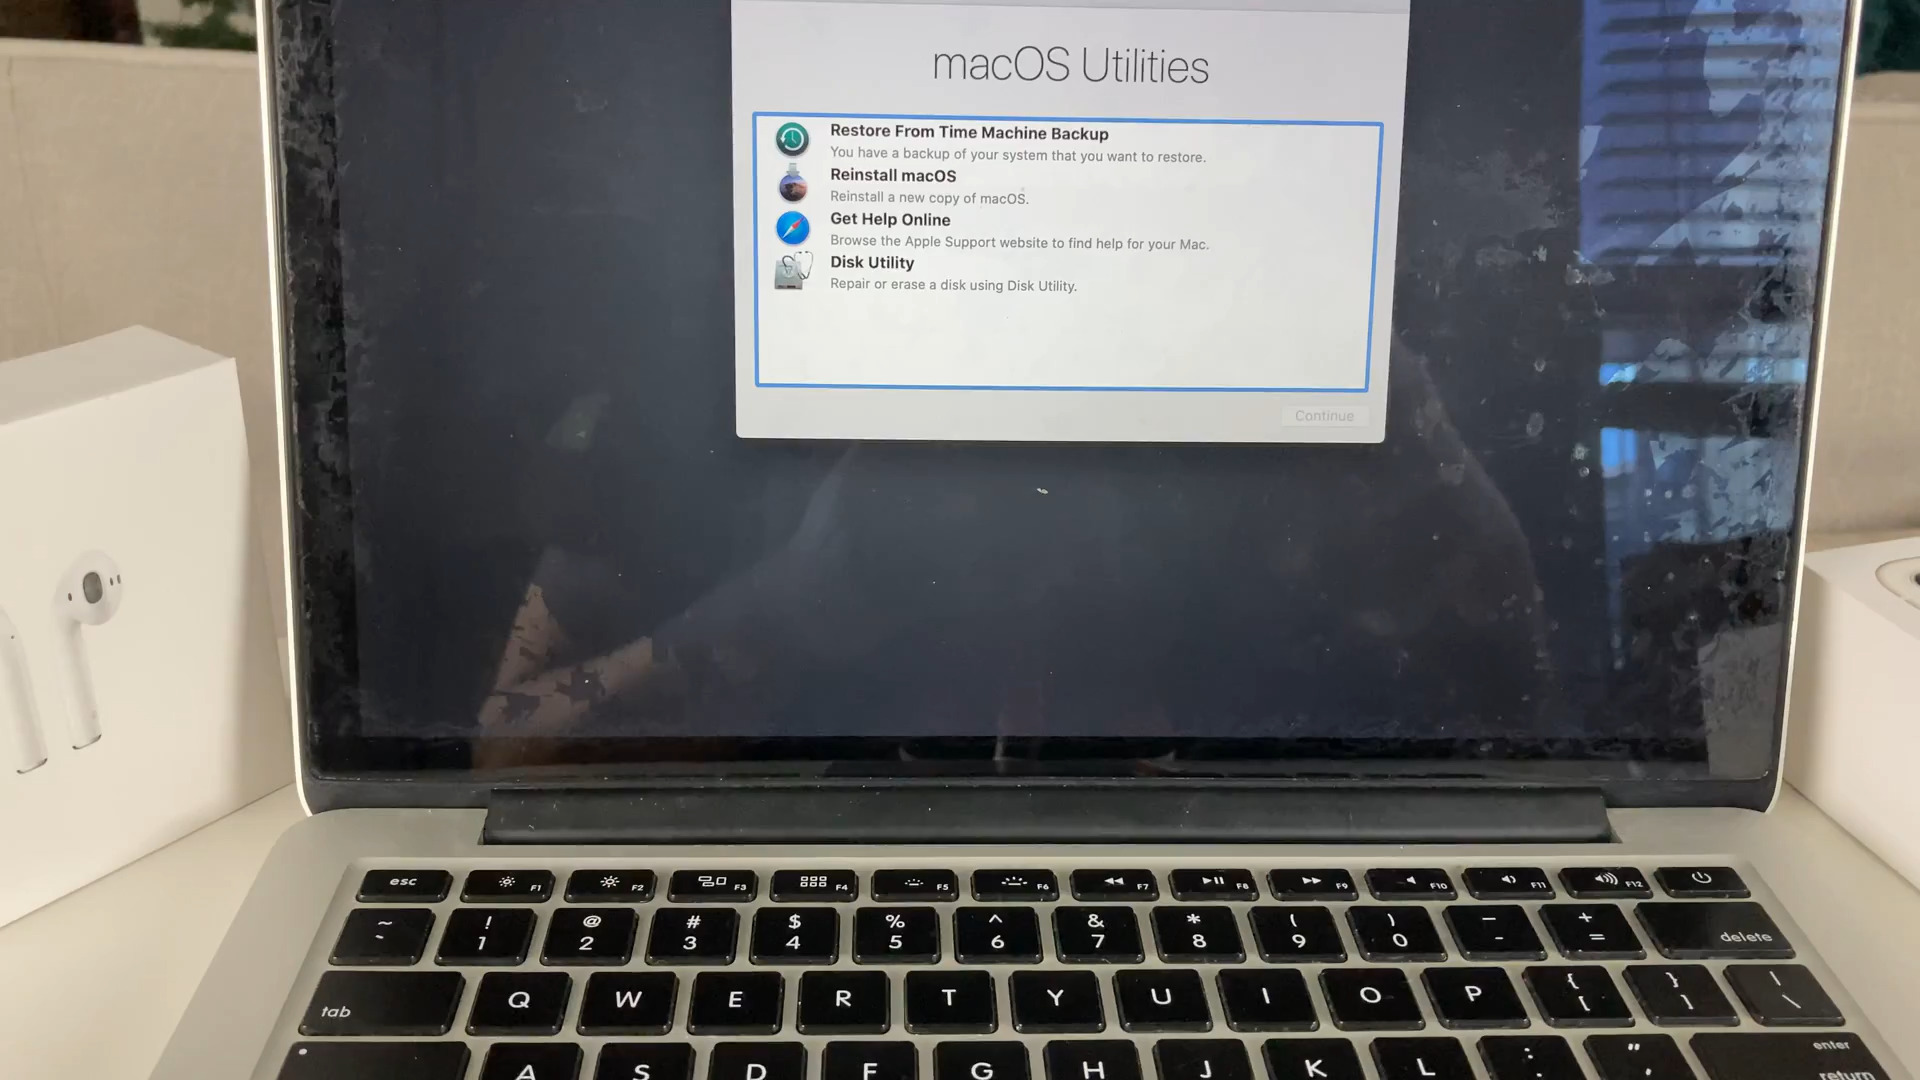 macOS Utilities
Restore From Time Machine Backup
You have a backup of your system that you want to restore.
Reinstall macOS
Reinstall a new copy of macOS.
Get Help Online
Browse the Apple Support website to find help for your Mac.
Disk Utility
Repair or erase a disk using Disk Utility.
Continue
esc F1 F2 F3 F4 F5 F6 F7 F8 F9 F10 F11 F12
~ ! @ # $ % ^ & * ( ) — +
` 1 2 3 4 5 6 7 8 9 0 - = delete
tab Q W E R T Y U I O P { [ } ] | \
A S D F G H J K L : ; " ' enter
return